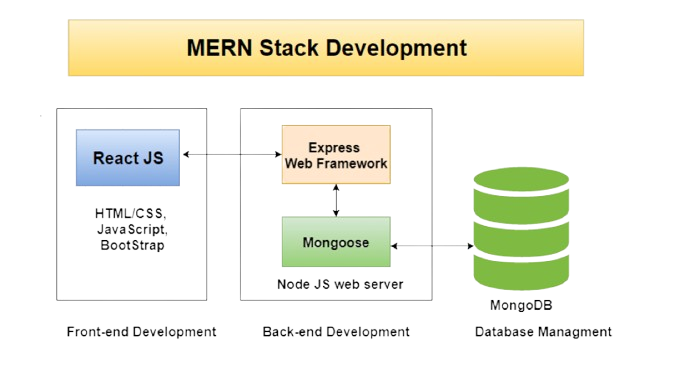 MERN Stack Development
React JS
HTML/CSS,
JavaScript,
BootStrap
Front-end Development
Express
Web Framework
Mongoose
Node JS web server
Back-end Development
MongoDB
Database Managment